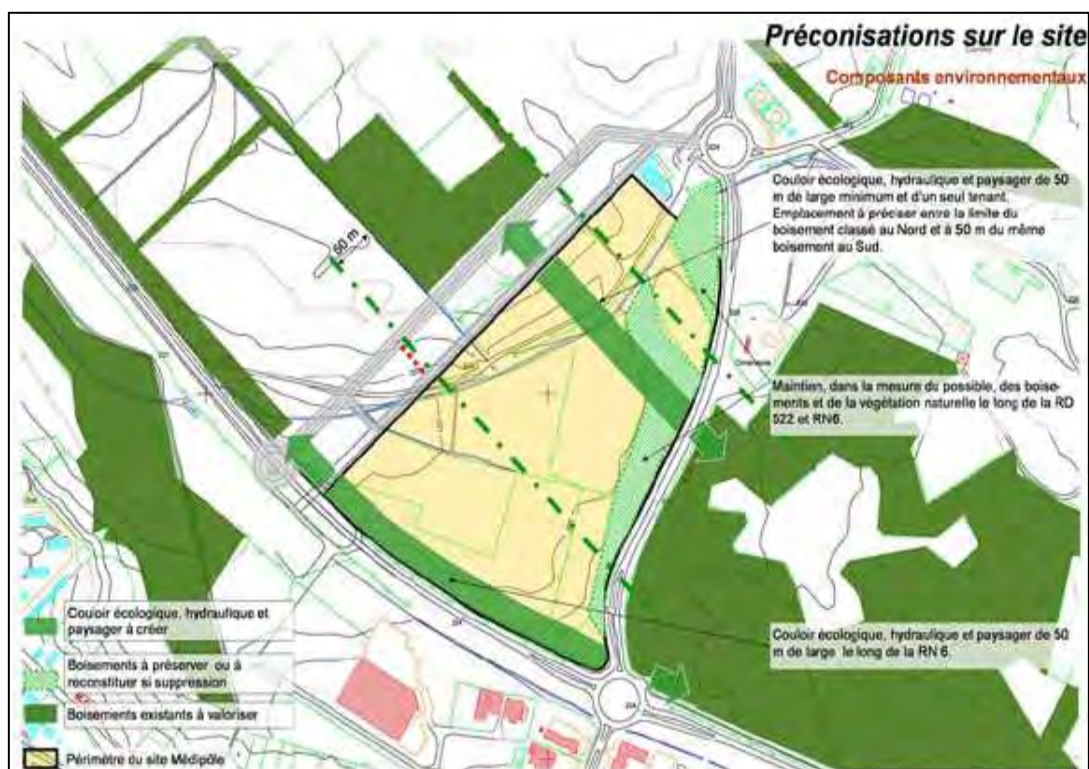 Préconisations sur le site
Composants environnementaux
Couloir écologique, hydraulique et paysager de 50
m de large minimum et d'un seul tenant.
Emplacement à préciser entre la limite du
boisement classé au Nord et à 50 m du même
boisement au Sud.
50 m
Maintien, dans la mesure du possible, des boise-
ments et de la végétation naturelle le long de la RD
522 et RN6.
Couloir écologique, hydraulique et paysager de 50
m de large le long de la RN 6.
Couloir écologique, hydraulique et
paysager à créer
Boisements à préserver ou à
reconstituer si suppression
Boisements existants à valoriser
Périmètre du site Médipôle